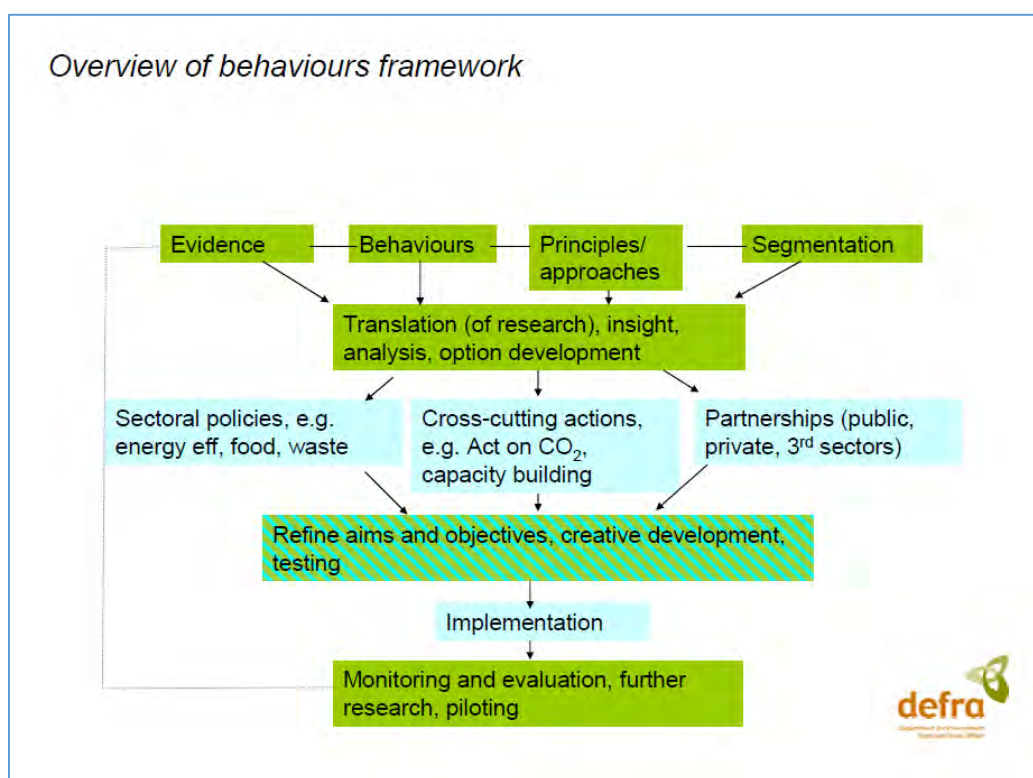 Overview of behaviours framework
Evidence
Behaviours
Principles/
approaches
Segmentation
Translation (of research), insight,
analysis, option development
Sectoral policies, e.g.
energy eff, food, waste
Cross-cutting actions,
e.g. Act on CO₂,
capacity building
Partnerships (public,
private, 3ʳᵈ sectors)
Refine aims and objectives, creative development,
testing
Implementation
Monitoring and evaluation, further
research, piloting
defra